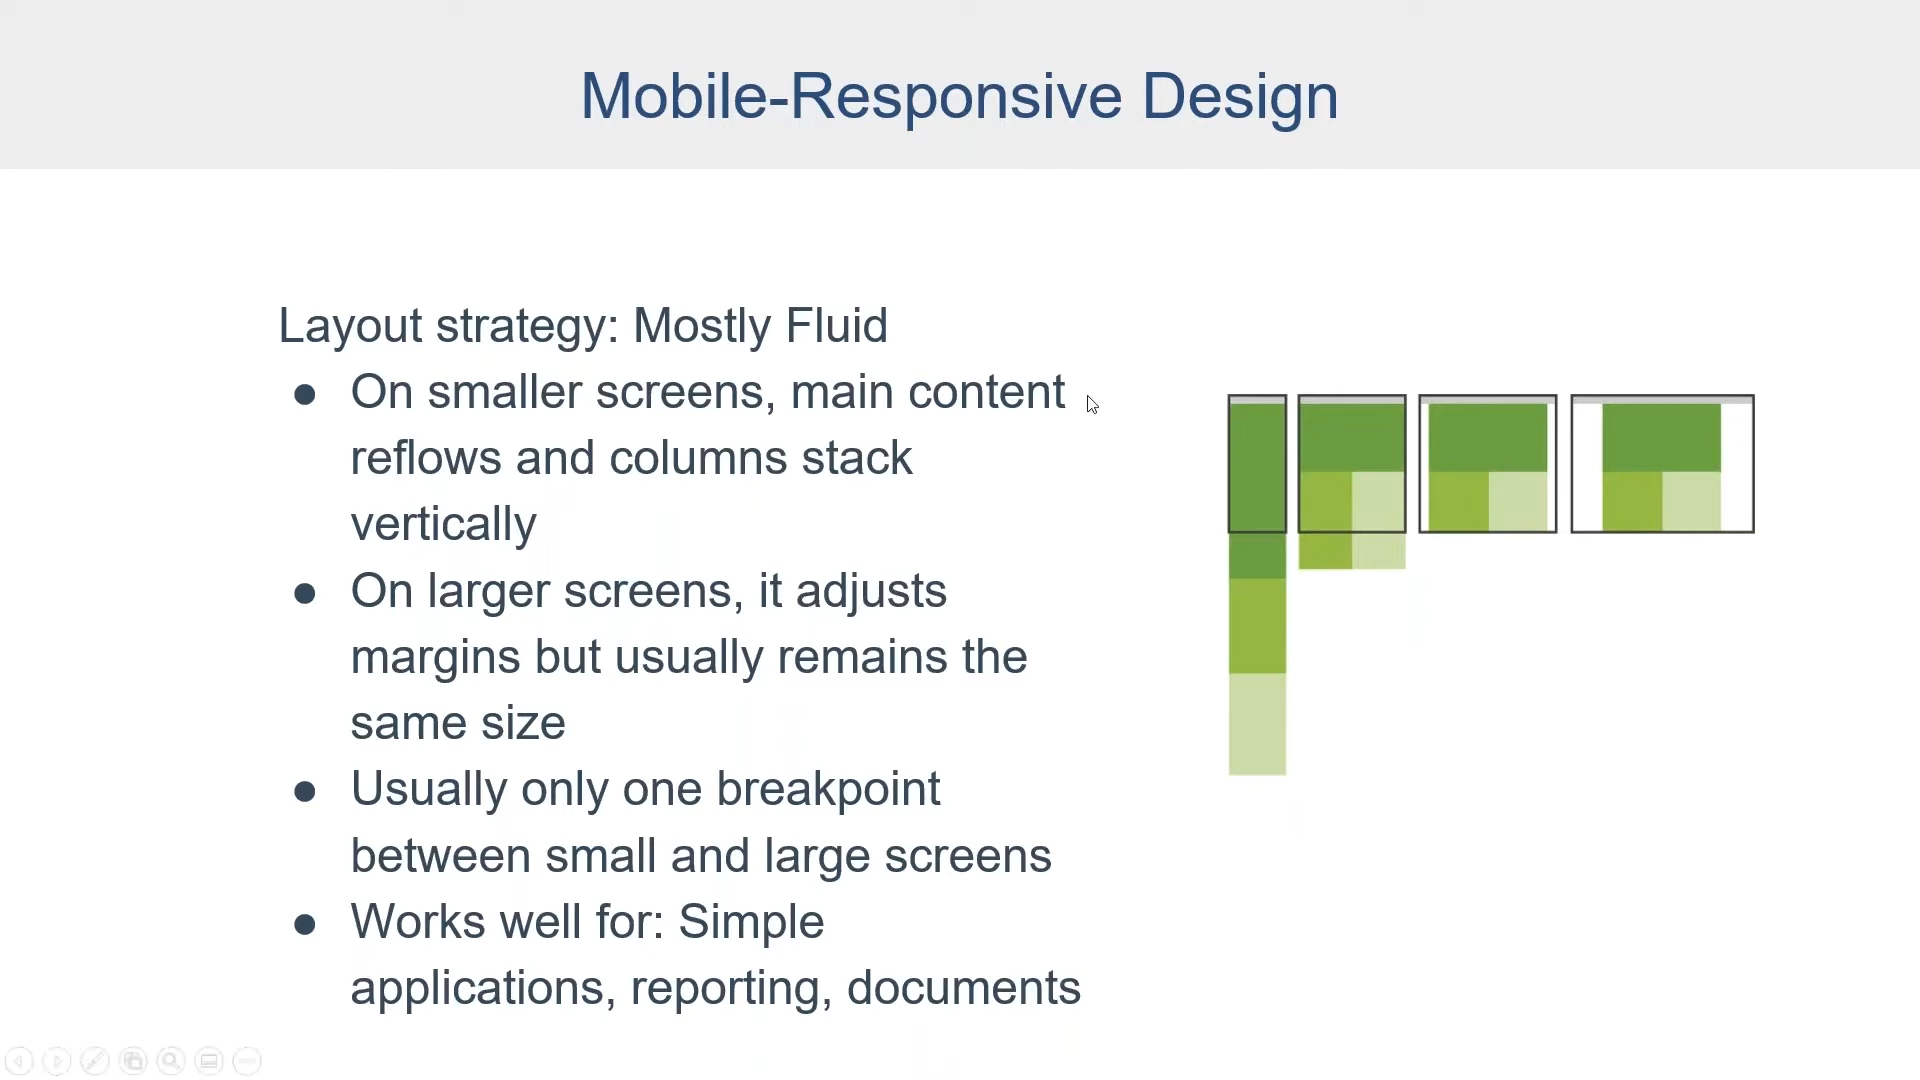 Mobile-Responsive Design
Layout strategy: Mostly Fluid
● On smaller screens, main content
reflows and columns stack
vertically
● On larger screens, it adjusts
margins but usually remains the
same size
● Usually only one breakpoint
between small and large screens
● Works well for: Simple
applications, reporting, documents